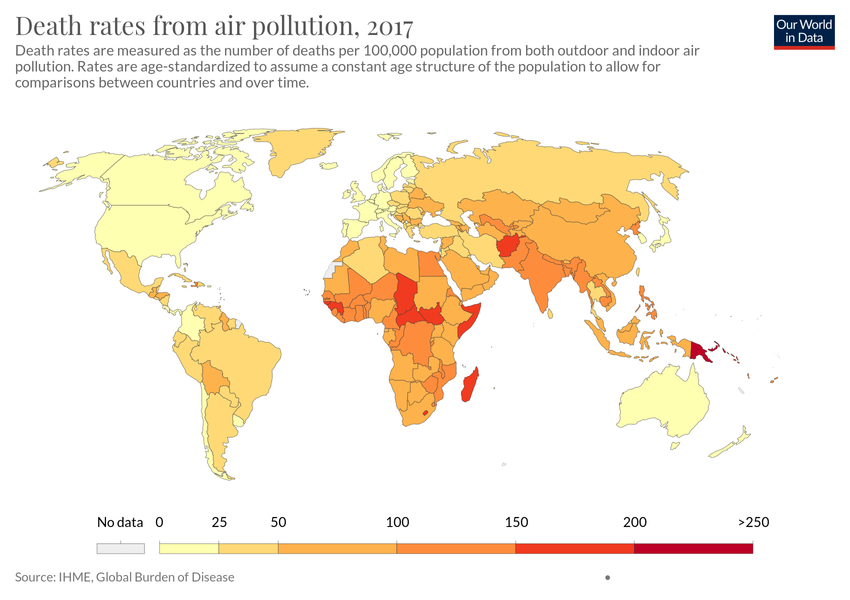 Death rates from air pollution, 2017
Our World
in Data
Death rates are measured as the number of deaths per 100,000 population from both outdoor and indoor air
pollution. Rates are age-standardized to assume a constant age structure of the population to allow for
comparisons between countries and over time.
No data 0 25 50 100 150 200 >250
Source: IHME, Global Burden of Disease